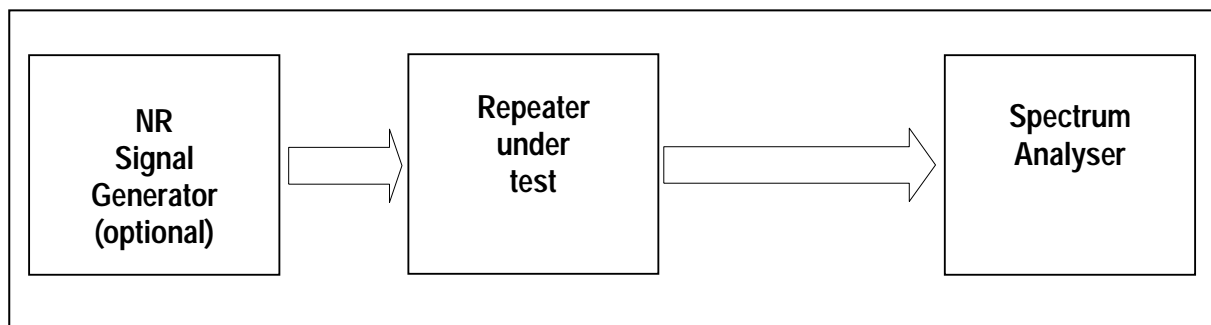 NR
Signal
Generator
(optional)
Repeater
under
test
Spectrum
Analyser